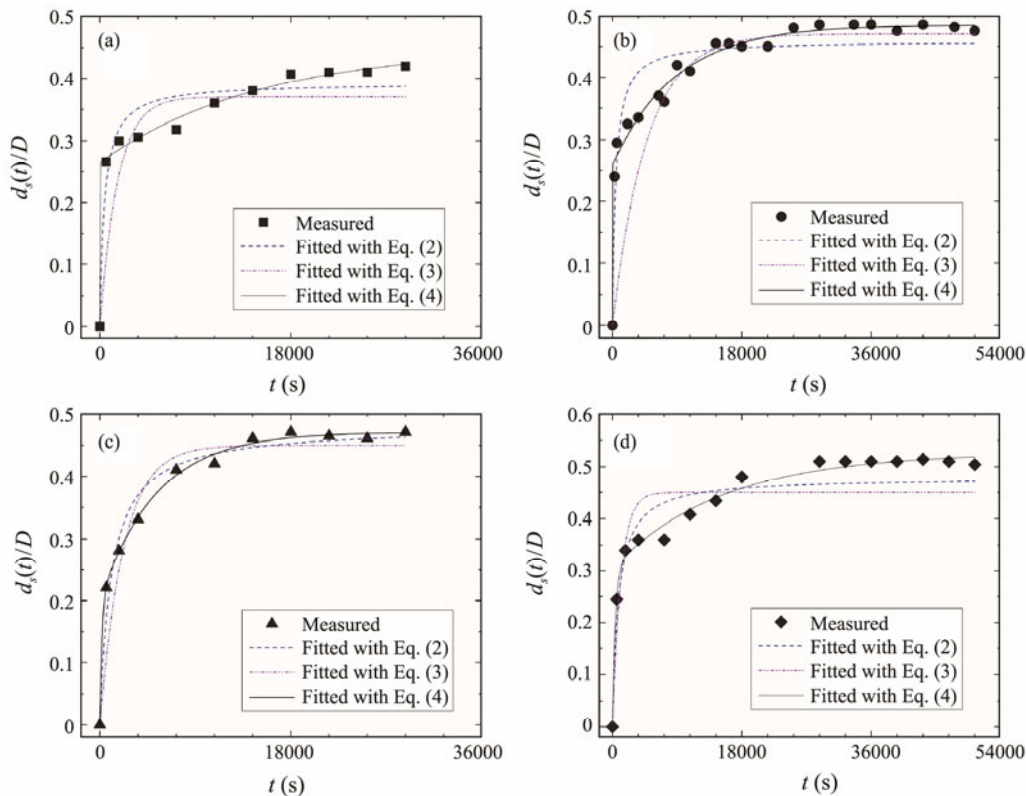 (a)
0.5
0.4
0.3
0.2
0.1
0
d_s(t)/D
Measured
Fitted with Eq. (2)
Fitted with Eq. (3)
Fitted with Eq. (4)
0 18000 36000
t (s)
(b)
0.5
0.4
0.3
0.2
0.1
0
d_s(t)/D
Measured
Fitted with Eq. (2)
Fitted with Eq. (3)
Fitted with Eq. (4)
0 18000 36000 54000
t (s)
(c)
0.5
0.4
0.3
0.2
0.1
0
d_s(t)/D
Measured
Fitted with Eq. (2)
Fitted with Eq. (3)
Fitted with Eq. (4)
0 18000 36000
t (s)
(d)
0.6
0.5
0.4
0.3
0.2
0.1
0
d_s(t)/D
Measured
Fitted with Eq. (2)
Fitted with Eq. (3)
Fitted with Eq. (4)
0 18000 36000 54000
t (s)